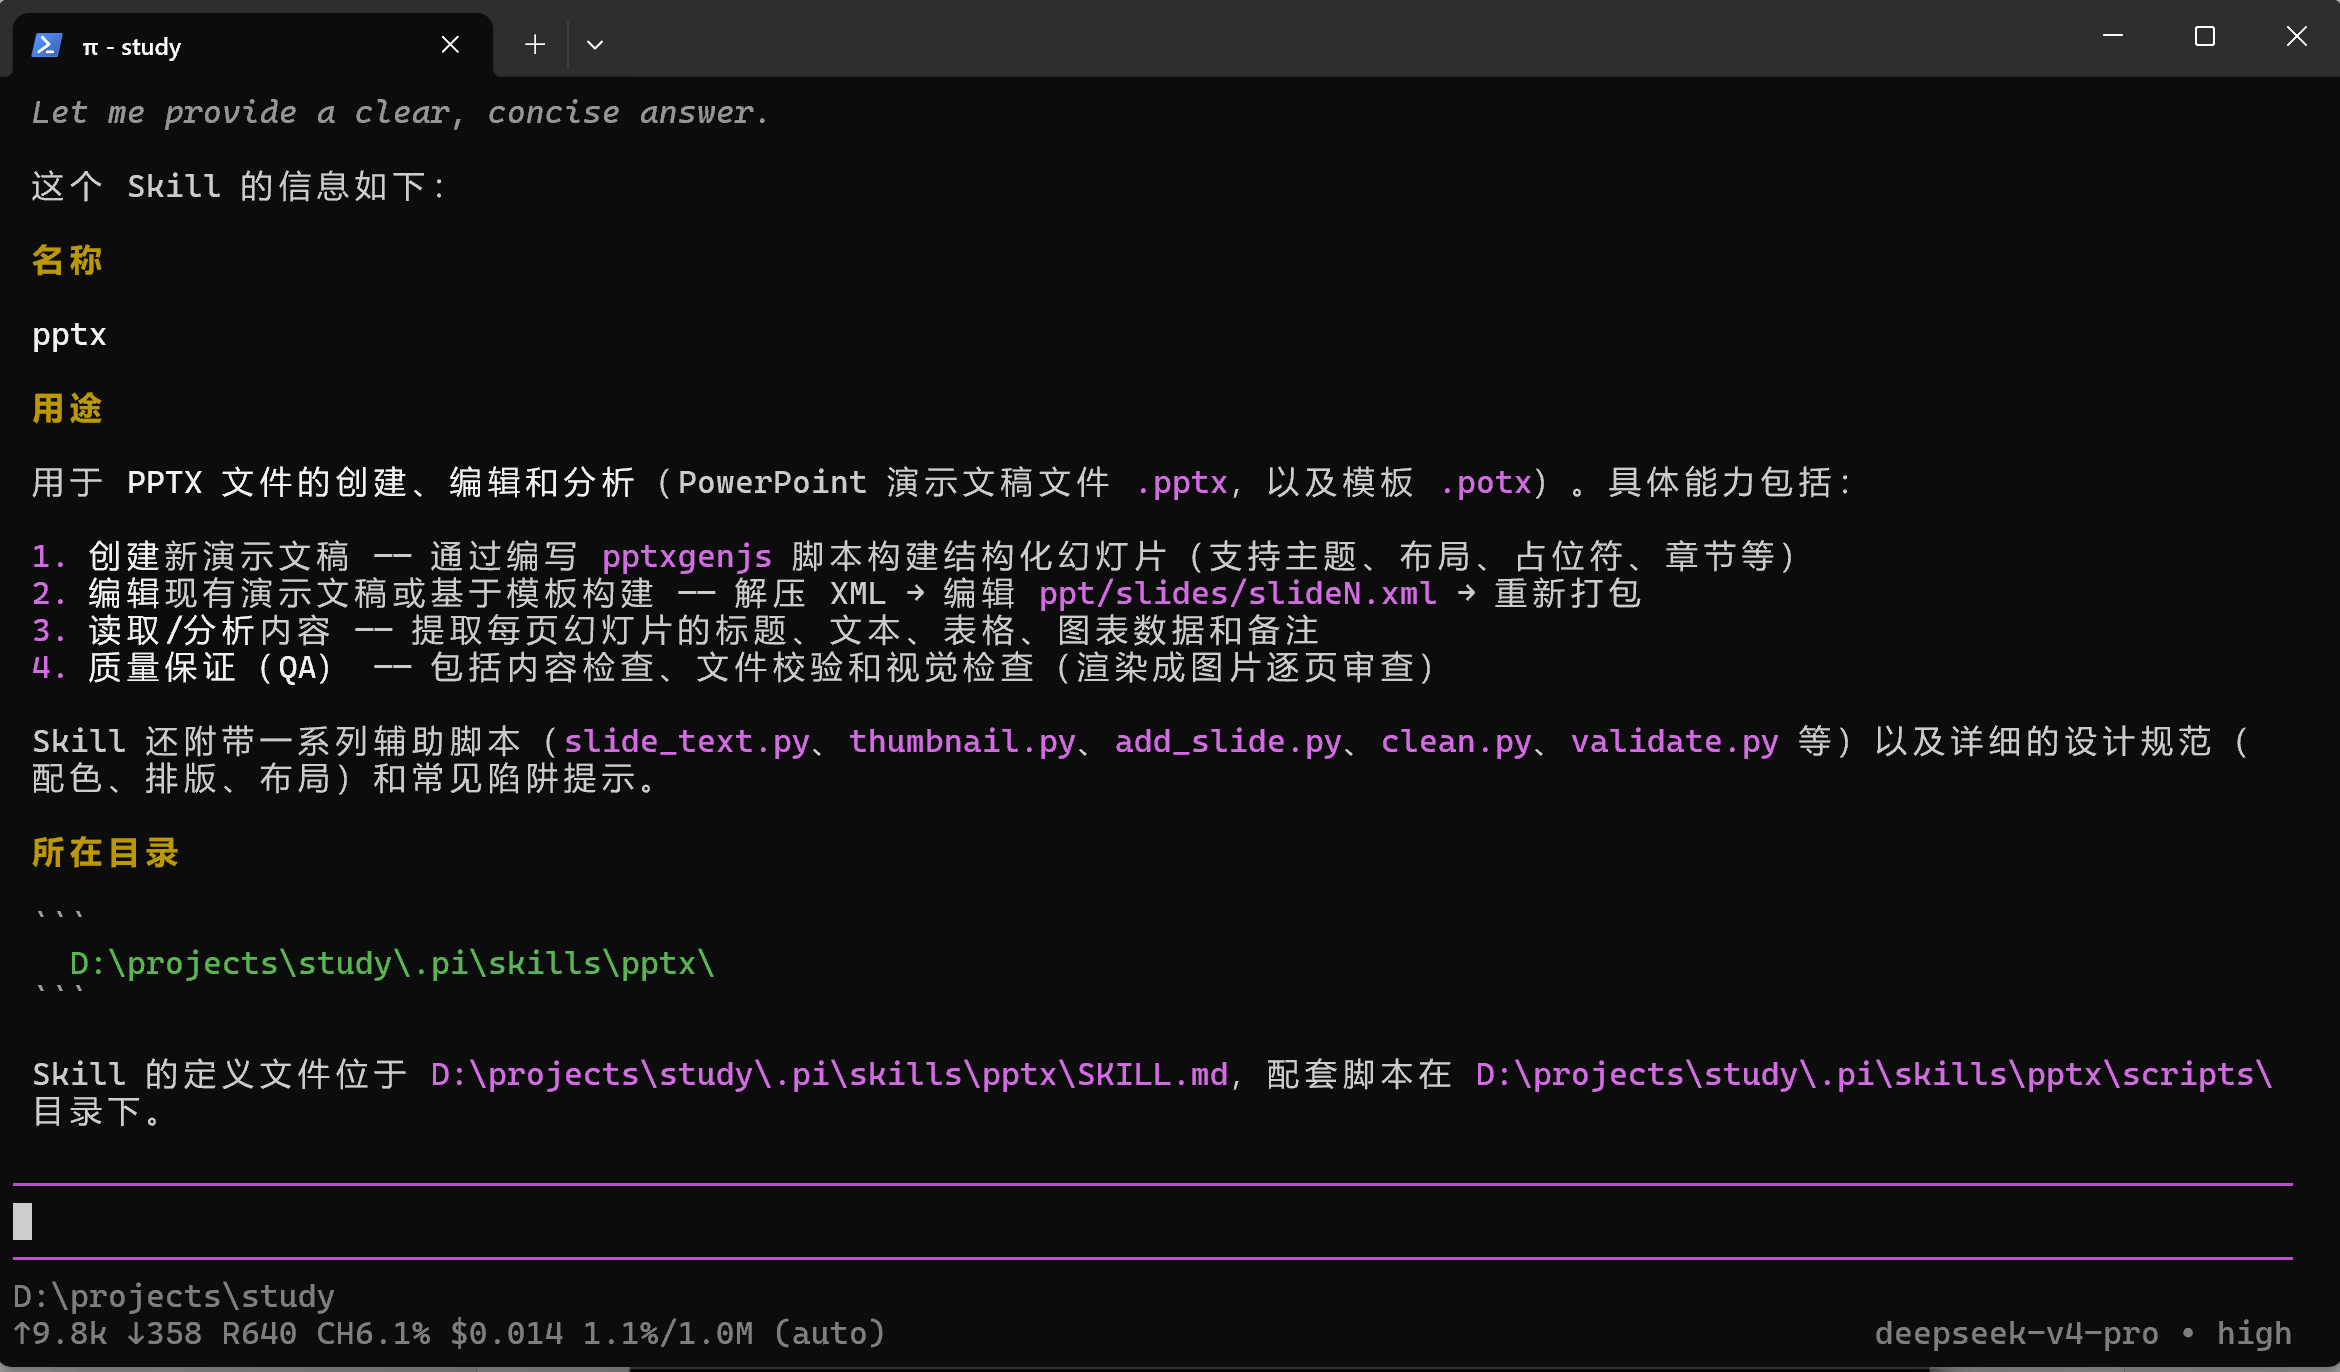 π - study
Let me provide a clear, concise answer.
这个 Skill 的信息如下：
名称
pptx
用途
用于 PPTX 文件的创建、编辑和分析（PowerPoint 演示文稿文件 .pptx，以及模板 .potx）。具体能力包括：
1. 创建新演示文稿 —— 通过编写 pptxgenjs 脚本构建结构化幻灯片（支持主题、布局、占位符、章节等）
2. 编辑现有演示文稿或基于模板构建 —— 解压 XML → 编辑 ppt/slides/slideN.xml → 重新打包
3. 读取/分析内容 —— 提取每页幻灯片的标题、文本、表格、图表数据和备注
4. 质量保证（QA） —— 包括内容检查、文件校验和视觉检查（渲染成图片逐页审查）
Skill 还附带一系列辅助脚本（slide_text.py、thumbnail.py、add_slide.py、clean.py、validate.py 等）以及详细的设计规范（
配色、排版、布局）和常见陷阱提示。
所在目录
```
D:\projects\study\.pi\skills\pptx\
```
Skill 的定义文件位于 D:\projects\study\.pi\skills\pptx\SKILL.md，配套脚本在 D:\projects\study\.pi\skills\pptx\scripts\
目录下。
D:\projects\study
↑9.8k ↓358 R640 CH6.1% $0.014 1.1%/1.0M (auto)
deepseek-v4-pro • high